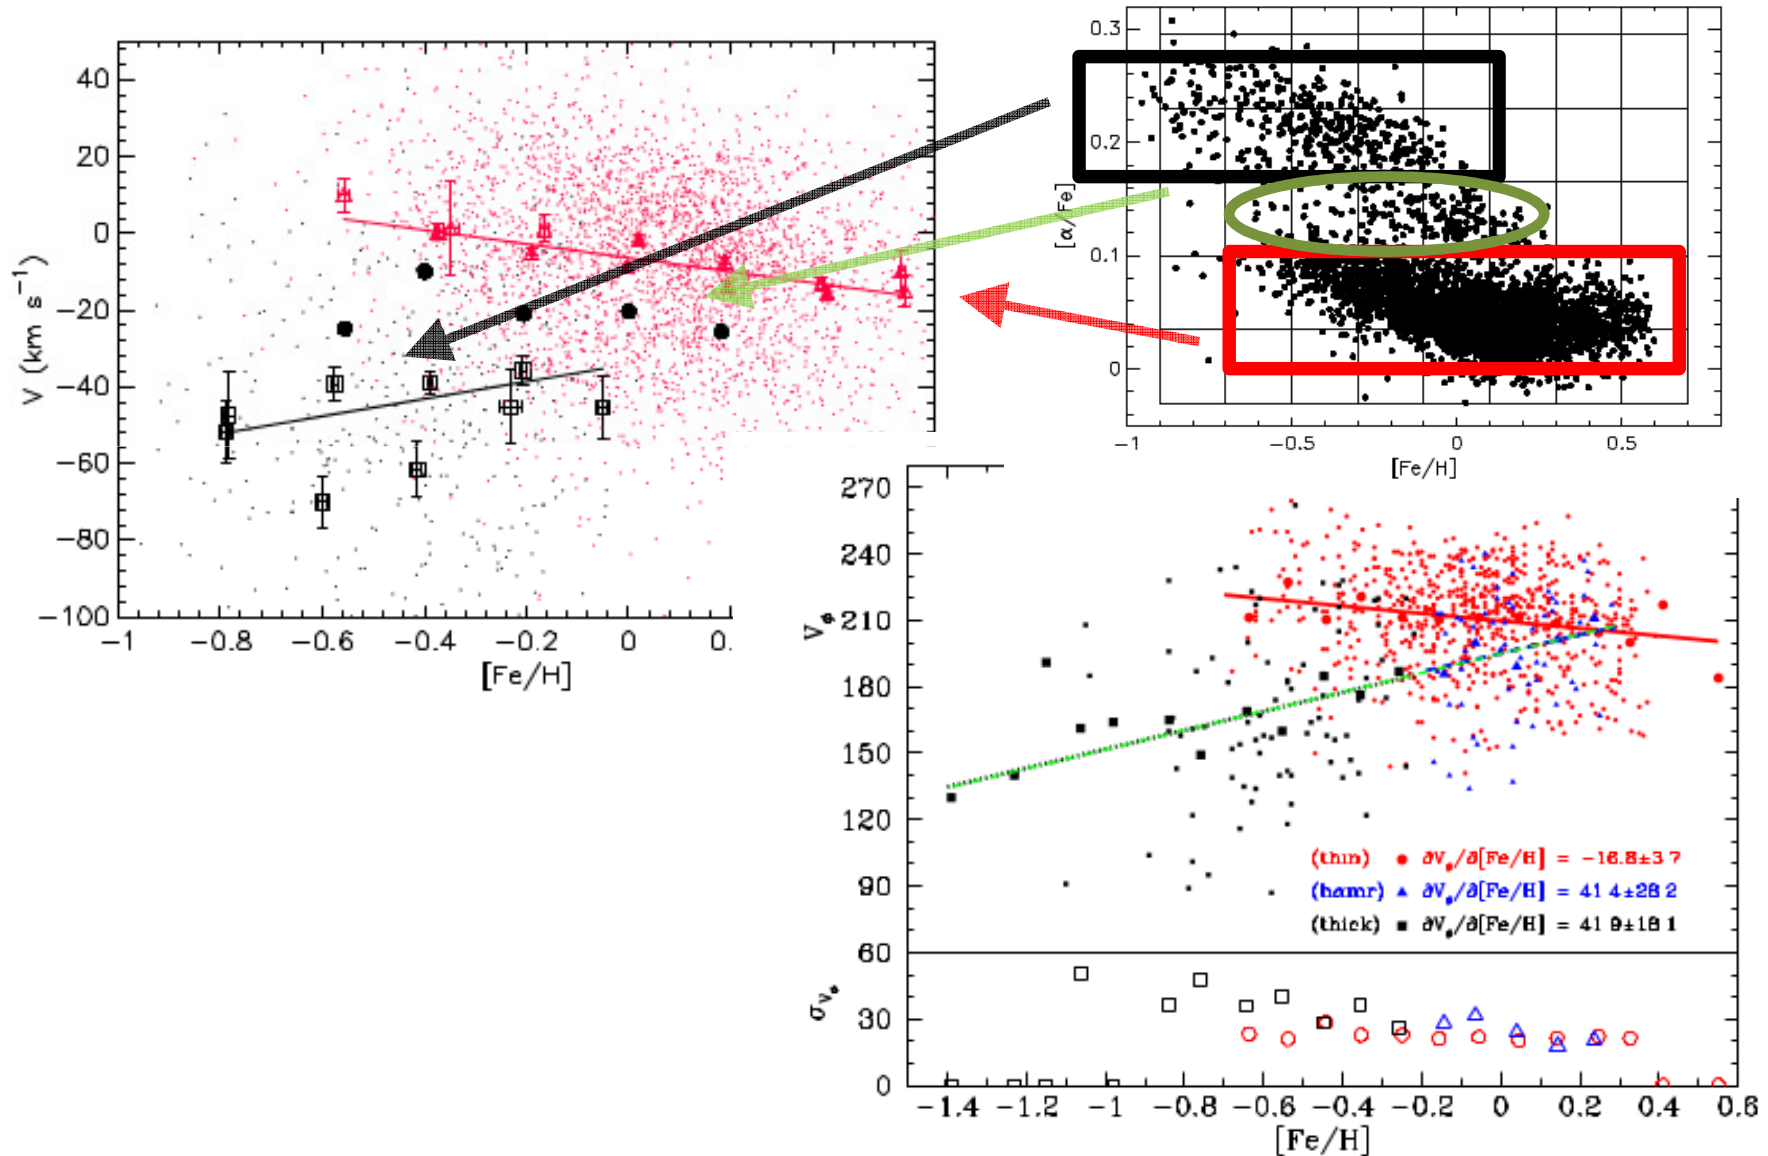 40
20
0
−20
−40
−60
−80
−100
V (km s⁻¹)
−1 −0.8 −0.6 −0.4 −0.2 0 0.
[Fe/H]
0.3
0.2
0.1
0
[α/Fe]
−1 −0.5 0 0.5
[Fe/H]
270
240
210
180
150
120
90
60
30
0
Vφ
σVφ
(thin) ∂Vφ/∂[Fe/H] = −16.8±3.7
(hamr) ∂Vφ/∂[Fe/H] = 41.4±28.2
(thick) ∂Vφ/∂[Fe/H] = 41.9±18.1
−1.4 −1.2 −1 −0.8 −0.6 −0.4 −0.2 0 0.2 0.4 0.6
[Fe/H]